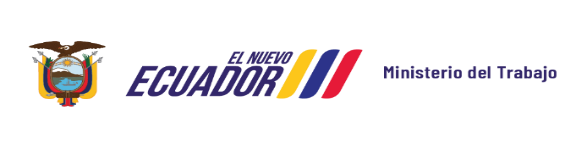 EL NUEVO
ECUADOR
Ministerio del Trabajo